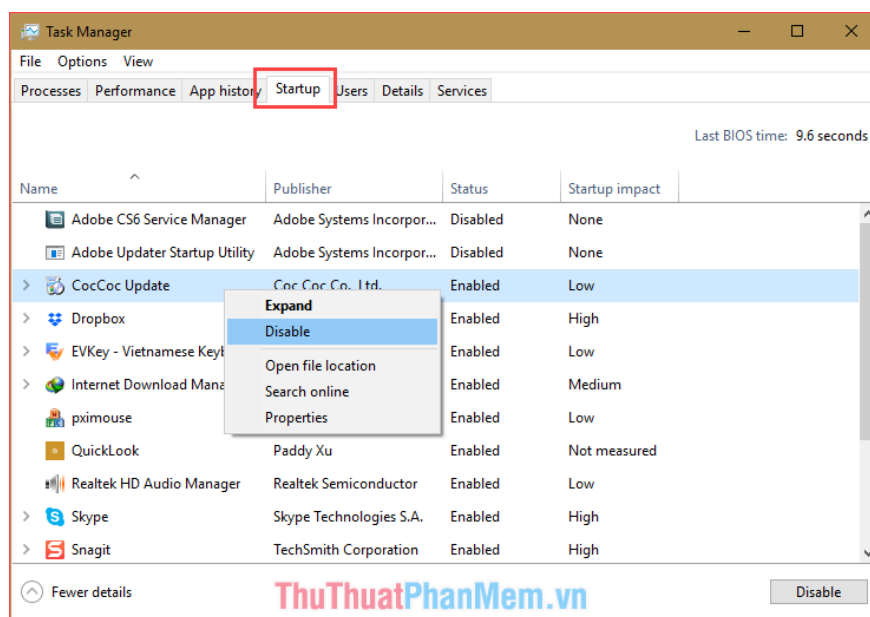 Task Manager
File Options View
Processes Performance App history Startup Users Details Services
Last BIOS time: 9.6 seconds
Name Publisher Status Startup impact
Adobe CS6 Service Manager Adobe Systems Incorpor... Disabled None
Adobe Updater Startup Utility Adobe Systems Incorpor... Disabled None
CocCoc Update Coc Coc Co., Ltd. Enabled Low
Expand
Dropbox Enabled High
Disable
EVKey - Vietnamese Enabled Low
Open file location
Internet Download Enabled Medium
Search online
pximouse Enabled Low
Properties
QuickLook Paddy Xu Enabled Not measured
Realtek HD Audio Manager Realtek Semiconductor Enabled Low
Skype Skype Technologies S.A. Enabled High
Snagit TechSmith Corporation Enabled High
Fewer details Disable
ThuThuatPhanMem.vn